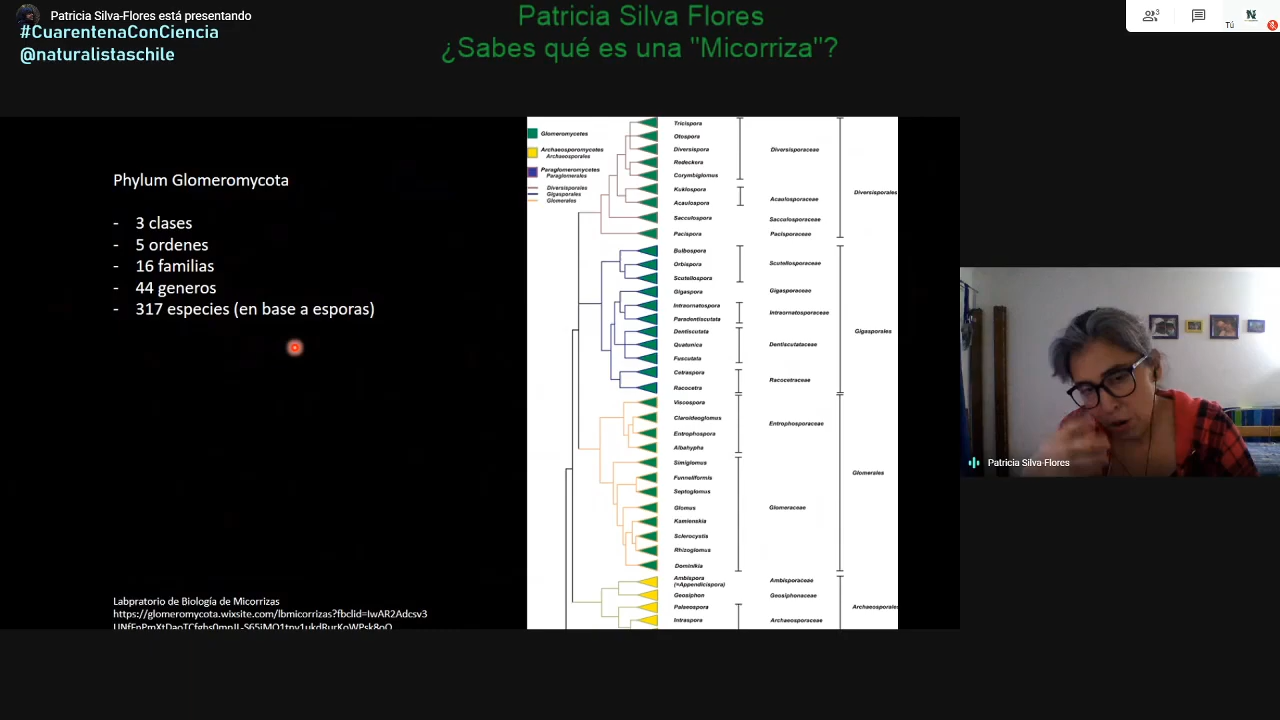 Patricia Silva-Flores está presentando
#CuarentenaConCiencia
@naturalistaschile
Patricia Silva Flores
¿Sabes qué es una "Micorriza"?
3
Tú
Phylum Glomeromycota
- 3 clases
- 5 ordenes
- 16 familias
- 44 generos
- 317 especies (en base a esporas)
Labpratorio de Biología de Micorrizas
https://glomeromycota.wixsite.com/lbmicorrizas?fbclid=IwAR2Adcsv3
Glomeromycetes
Archaeosporomycetes
Archaeosporales
Paraglomeromycetes
Paraglomerales
Diversisporales
Gigasporales
Glomerales
Tricispora
Otospora
Diversispora
Redeckera
Corymbiglomus
Kuklospora
Acaulospora
Sacculospora
Pacispora
Bulbospora
Orbispora
Scutellospora
Gigaspora
Intraornatospora
Paradentiscutata
Dentiscutata
Quatunica
Fuscutata
Cetraspora
Racocetra
Viscospora
Claroideoglomus
Entrophospora
Albahypha
Simiglomus
Funneliformis
Septoglomus
Glomus
Kamienskia
Sclerocystis
Rhizoglomus
Dominikia
Ambispora
(=Appendicispora)
Geosiphon
Palaeospora
Intraspora
Diversisporaceae
Acaulosporaceae
Sacculosporaceae
Pacisporaceae
Scutellosporaceae
Gigasporaceae
Intraornatosporaceae
Dentiscutataceae
Racocetraceae
Entrophosporaceae
Glomeraceae
Ambisporaceae
Geosiphonaceae
Archaeosporaceae
Diversisporales
Gigasporales
Glomerales
Archaeosporales
Patricia Silva-Flores